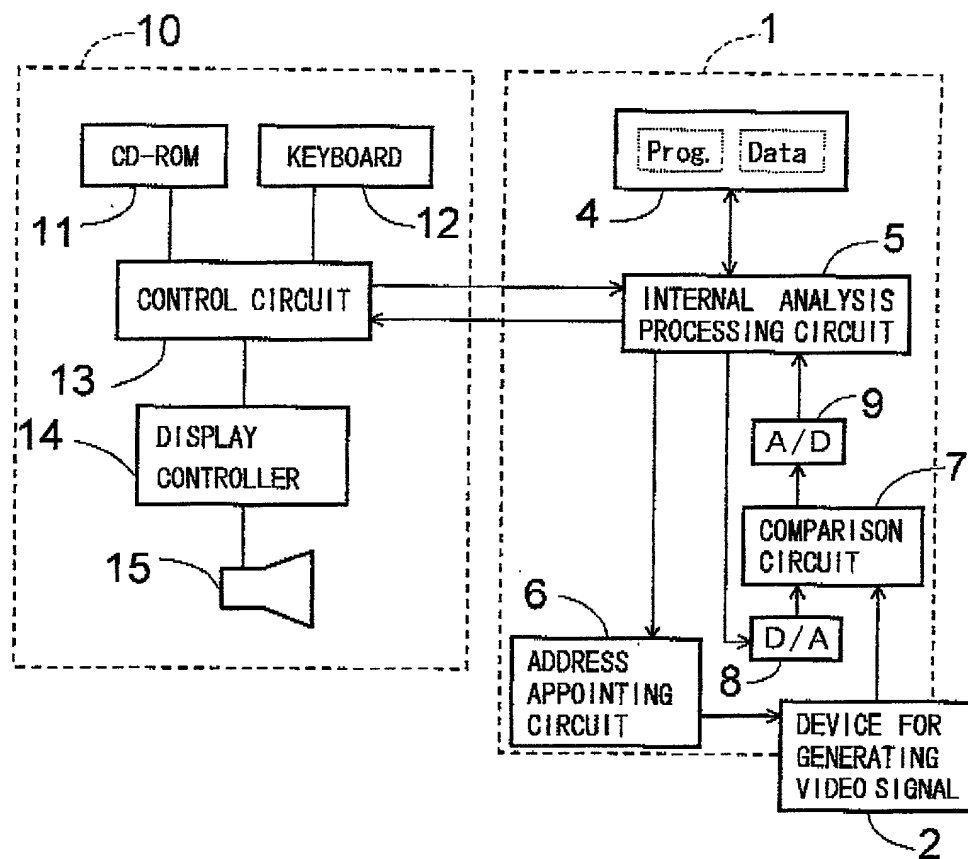 10
1
CD-ROM
KEYBOARD
Prog.
Data
11
12
4
5
CONTROL CIRCUIT
INTERNAL ANALYSIS
PROCESSING CIRCUIT
13
9
14
DISPLAY
CONTROLLER
A/D
7
COMPARISON
CIRCUIT
15
6
D/A
8
ADDRESS
APPOINTING
CIRCUIT
DEVICE FOR
GENERATING
VIDEO SIGNAL
2